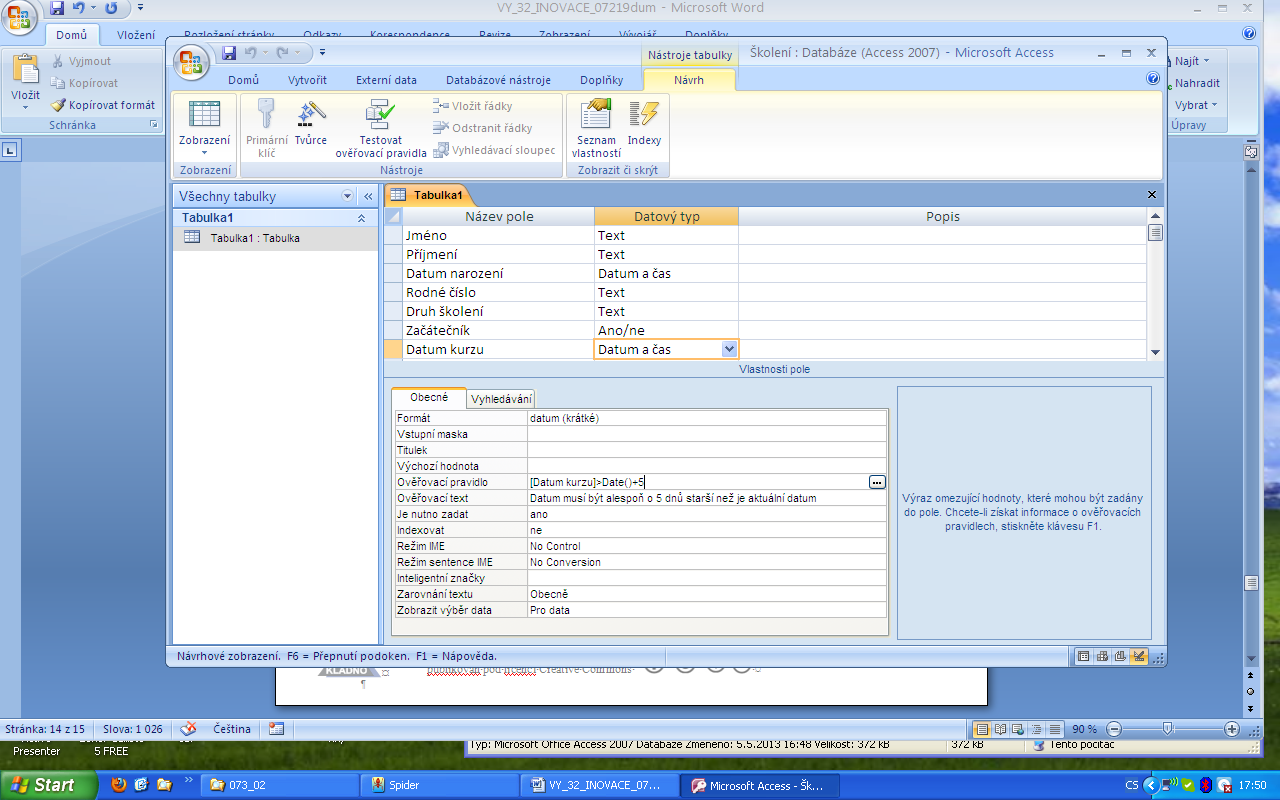 VY_32_INOVACE_07219dum - Microsoft Word
Domů Vložení Rozložení stránky Odkazy Korespondence Revize Zobrazení Vývojář Doplňky
Vložit
Vyjmout
Kopírovat
Kopírovat formát
Schránka
Najít
Nahradit
Vybrat
Úpravy
Nástroje tabulky Školení : Databáze (Access 2007) - Microsoft Access
Domů Vytvořit Externí data Databázové nástroje Doplňky Návrh
Zobrazení
Zobrazení
Primární klíč
Tvůrce
Testovat ověřovací pravidla
Vložit řádky
Odstranit řádky
Vyhledávací sloupec
Nástroje
Seznam vlastností
Indexy
Zobrazit či skrýt
Všechny tabulky
Tabulka1
Tabulka1 : Tabulka
Tabulka1
Název pole Datový typ Popis
Jméno Text
Příjmení Text
Datum narození Datum a čas
Rodné číslo Text
Druh školení Text
Začátečník Ano/ne
Datum kurzu Datum a čas
Vlastnosti pole
Obecné Vyhledávání
Formát datum (krátké)
Vstupní maska
Titulek
Výchozí hodnota
Ověřovací pravidlo [Datum kurzu]>Date()+5
Ověřovací text Datum musí být alespoň o 5 dnů starší než je aktuální datum
Je nutno zadat ano
Indexovat ne
Režim IME No Control
Režim sentence IME No Conversion
Inteligentní značky
Zarovnání textu Obecně
Zobrazit výběr data Pro data
Výraz omezující hodnoty, které mohou být zadány
do pole. Chcete-li získat informace o ověřovacích
pravidlech, stiskněte klávesu F1.
Návrhové zobrazení. F6 = Přepnutí podoken. F1 = Nápověda.
KLADNO publikován pod licencí Creative Commons
Stránka: 14 z 15 Slova: 1 026 Čeština 90 %
Presenter 5 FREE
Typ: Microsoft Office Access 2007 Databáze Změněno: 5.5.2013 16:48 Velikost: 372 kB 372 kB Tento počítač
Start 073_02 Spider VY_32_INOVACE_07... Microsoft Access - Šk... CS 17:50